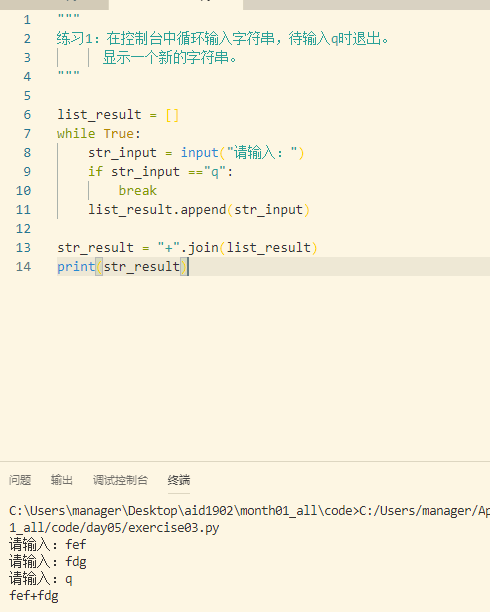 1 """
2 练习1：在控制台中循环输入字符串，待输入q时退出。
3 显示一个新的字符串。
4 """
5
6 list_result = []
7 while True:
8 str_input = input("请输入：")
9 if str_input =="q":
10 break
11 list_result.append(str_input)
12
13 str_result = "+".join(list_result)
14 print(str_result)
问题 输出 调试控制台 终端
C:\Users\manager\Desktop\aid1902\month01_all\code>C:/Users/manager/Ap
1_all/code/day05/exercise03.py
请输入：fef
请输入：fdg
请输入：q
fef+fdg